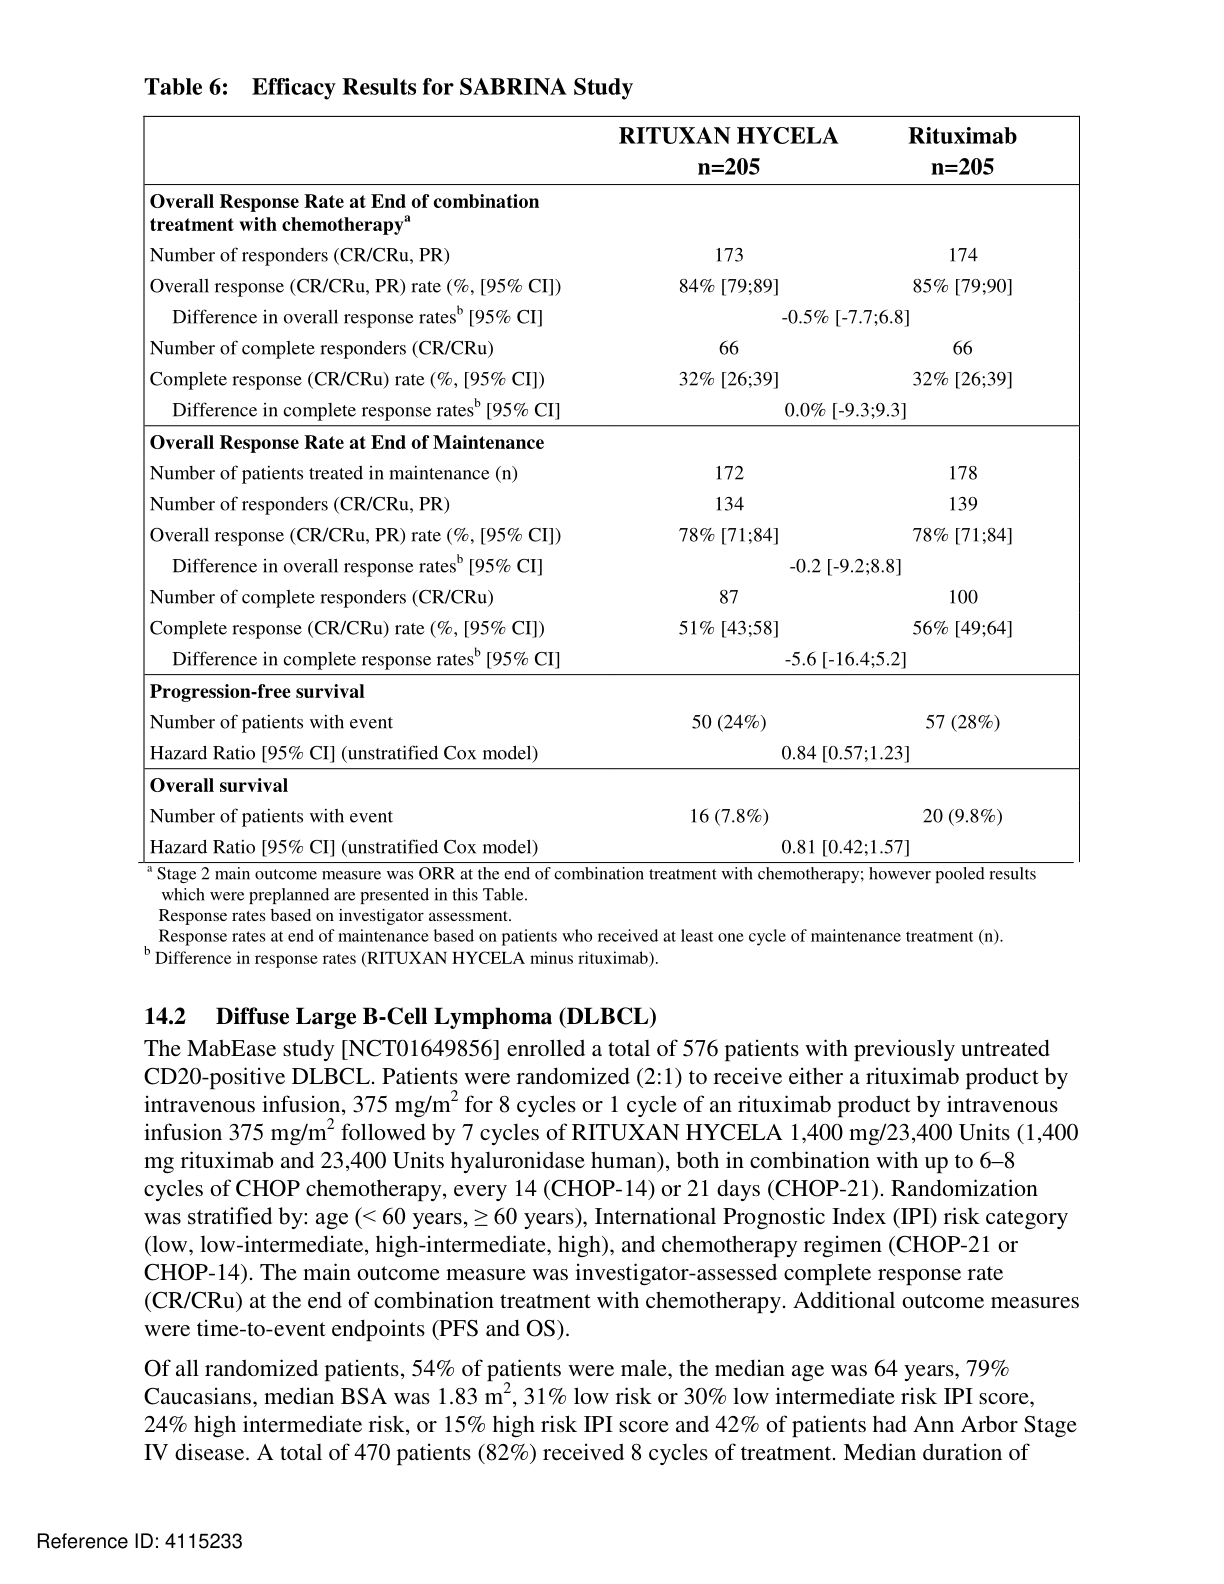 Table 6: Efficacy Results for SABRINA Study
RITUXAN HYCELA Rituximab
n=205 n=205
Overall Response Rate at End of combination
treatment with chemotherapyᵃ
Number of responders (CR/CRu, PR) 173 174
Overall response (CR/CRu, PR) rate (%, [95% CI]) 84% [79;89] 85% [79;90]
Difference in overall response ratesᵇ [95% CI] -0.5% [-7.7;6.8]
Number of complete responders (CR/CRu) 66 66
Complete response (CR/CRu) rate (%, [95% CI]) 32% [26;39] 32% [26;39]
Difference in complete response ratesᵇ [95% CI] 0.0% [-9.3;9.3]
Overall Response Rate at End of Maintenance
Number of patients treated in maintenance (n) 172 178
Number of responders (CR/CRu, PR) 134 139
Overall response (CR/CRu, PR) rate (%, [95% CI]) 78% [71;84] 78% [71;84]
Difference in overall response ratesᵇ [95% CI] -0.2 [-9.2;8.8]
Number of complete responders (CR/CRu) 87 100
Complete response (CR/CRu) rate (%, [95% CI]) 51% [43;58] 56% [49;64]
Difference in complete response ratesᵇ [95% CI] -5.6 [-16.4;5.2]
Progression-free survival
Number of patients with event 50 (24%) 57 (28%)
Hazard Ratio [95% CI] (unstratified Cox model) 0.84 [0.57;1.23]
Overall survival
Number of patients with event 16 (7.8%) 20 (9.8%)
Hazard Ratio [95% CI] (unstratified Cox model) 0.81 [0.42;1.57]
ᵃ Stage 2 main outcome measure was ORR at the end of combination treatment with chemotherapy; however pooled results
which were preplanned are presented in this Table.
Response rates based on investigator assessment.
Response rates at end of maintenance based on patients who received at least one cycle of maintenance treatment (n).
ᵇ Difference in response rates (RITUXAN HYCELA minus rituximab).
14.2 Diffuse Large B-Cell Lymphoma (DLBCL)
The MabEase study [NCT01649856] enrolled a total of 576 patients with previously untreated
CD20-positive DLBCL. Patients were randomized (2:1) to receive either a rituximab product by
intravenous infusion, 375 mg/m² for 8 cycles or 1 cycle of an rituximab product by intravenous
infusion 375 mg/m² followed by 7 cycles of RITUXAN HYCELA 1,400 mg/23,400 Units (1,400
mg rituximab and 23,400 Units hyaluronidase human), both in combination with up to 6–8
cycles of CHOP chemotherapy, every 14 (CHOP-14) or 21 days (CHOP-21). Randomization
was stratified by: age (< 60 years, ≥ 60 years), International Prognostic Index (IPI) risk category
(low, low-intermediate, high-intermediate, high), and chemotherapy regimen (CHOP-21 or
CHOP-14). The main outcome measure was investigator-assessed complete response rate
(CR/CRu) at the end of combination treatment with chemotherapy. Additional outcome measures
were time-to-event endpoints (PFS and OS).
Of all randomized patients, 54% of patients were male, the median age was 64 years, 79%
Caucasians, median BSA was 1.83 m², 31% low risk or 30% low intermediate risk IPI score,
24% high intermediate risk, or 15% high risk IPI score and 42% of patients had Ann Arbor Stage
IV disease. A total of 470 patients (82%) received 8 cycles of treatment. Median duration of
Reference ID: 4115233